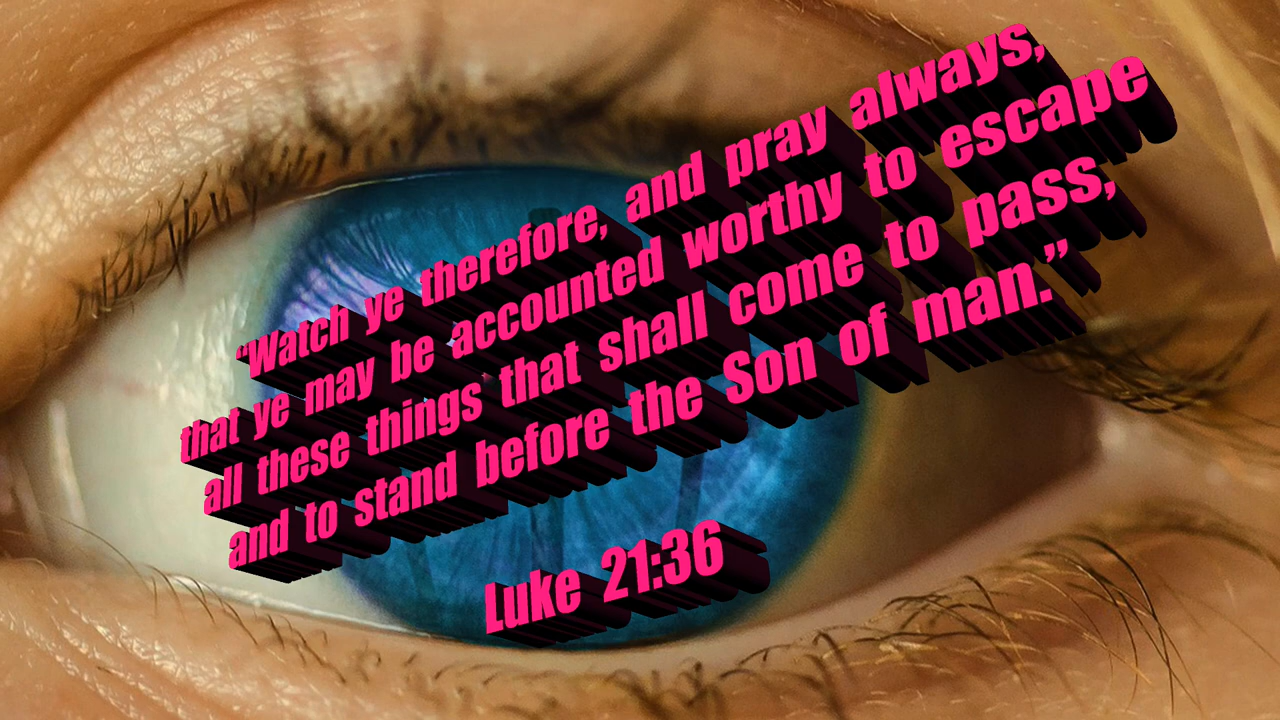 “Watch ye therefore, and pray always,
that ye may be accounted worthy to escape
all these things that shall come to pass,
and to stand before the Son of man.”
Luke 21:36